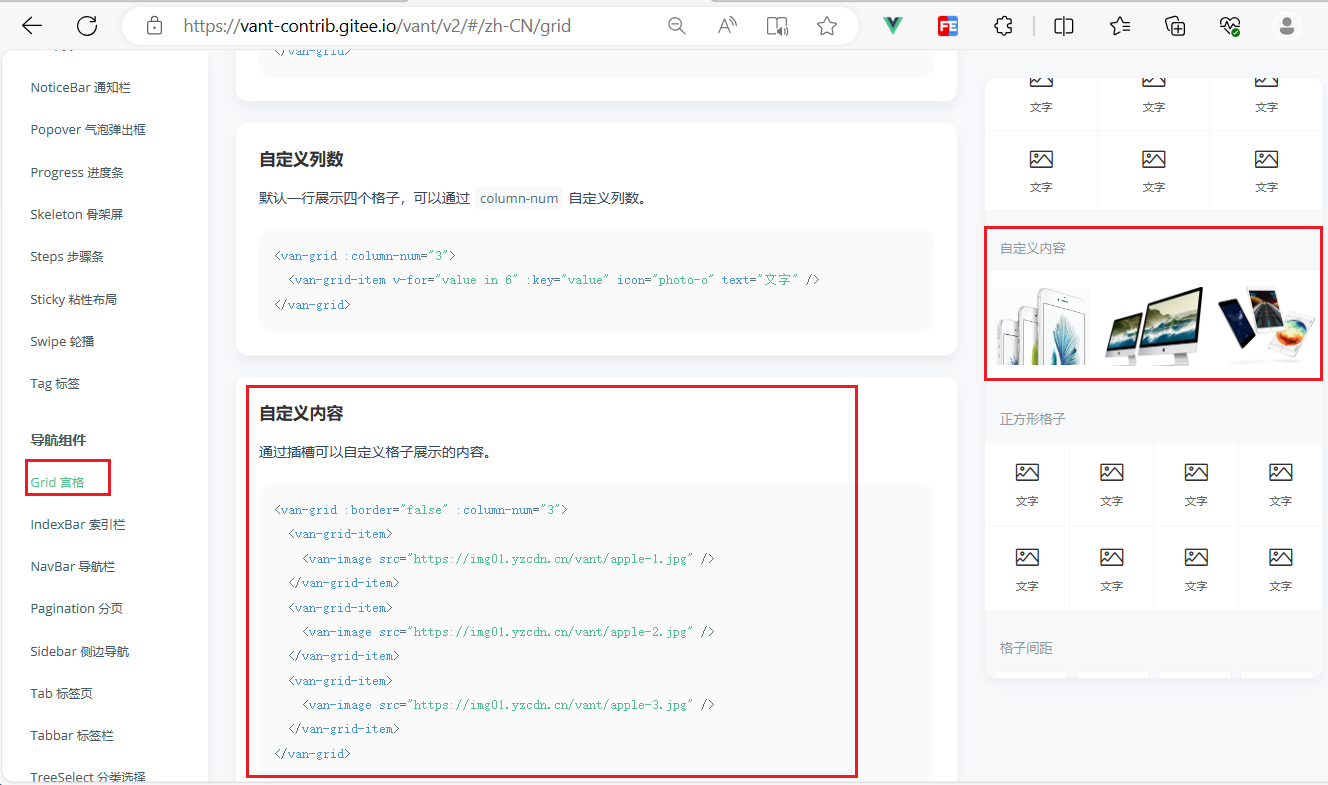 https://vant-contrib.gitee.io/vant/v2/#/zh-CN/grid
NoticeBar 通知栏
Popover 气泡弹出框
Progress 进度条
Skeleton 骨架屏
Steps 步骤条
Sticky 粘性布局
Swipe 轮播
Tag 标签
导航组件
Grid 宫格
IndexBar 索引栏
NavBar 导航栏
Pagination 分页
Sidebar 侧边导航
Tab 标签页
Tabbar 标签栏
TreeSelect 分类选择
</van-grid>
自定义列数
默认一行展示四个格子，可以通过 column-num 自定义列数。
<van-grid :column-num="3">
<van-grid-item v-for="value in 6" :key="value" icon="photo-o" text="文字" />
</van-grid>
自定义内容
通过插槽可以自定义格子展示的内容。
<van-grid :border="false" :column-num="3">
<van-grid-item>
<van-image src="https://img01.yzcdn.cn/vant/apple-1.jpg" />
</van-grid-item>
<van-grid-item>
<van-image src="https://img01.yzcdn.cn/vant/apple-2.jpg" />
</van-grid-item>
<van-grid-item>
<van-image src="https://img01.yzcdn.cn/vant/apple-3.jpg" />
</van-grid-item>
</van-grid>
文字 文字 文字
文字 文字 文字
自定义内容
正方形格子
文字 文字 文字 文字
文字 文字 文字 文字
格子间距